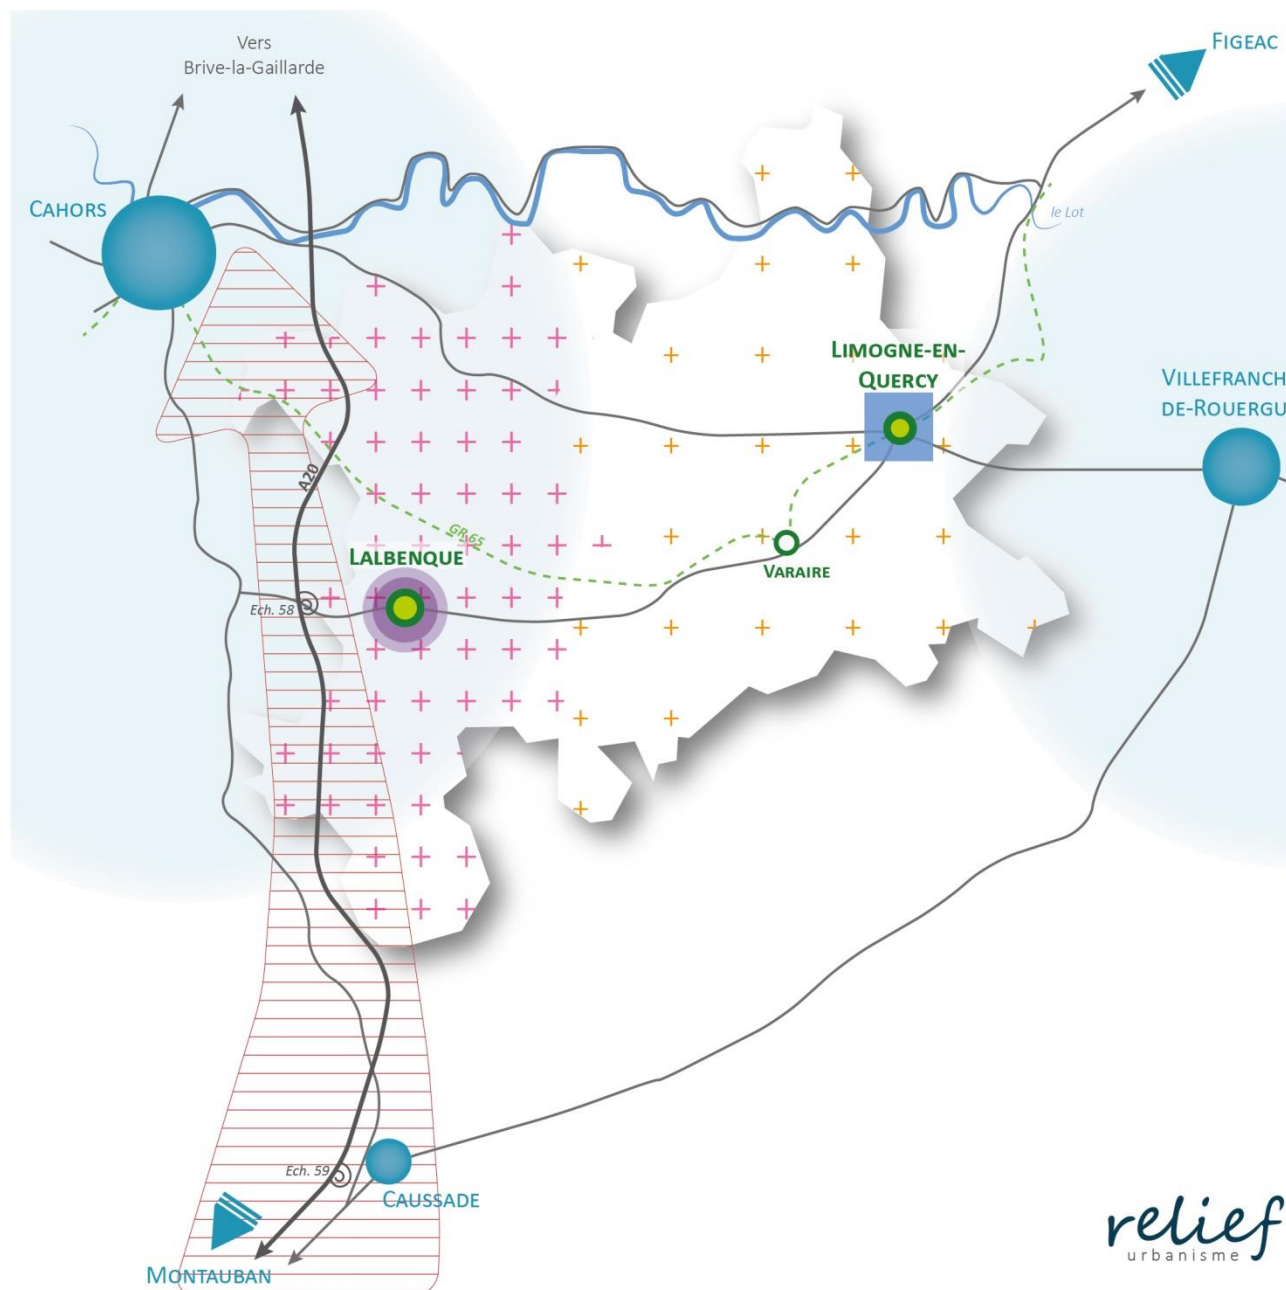 Vers
Brive-la-Gaillarde
FIGEAC
CAHORS
le Lot
LIMOGNE-EN-
QUERCY
VILLEFRANCH
DE-ROUERGU
A20
GR 65
LALBENQUE
VARAIRE
Ech. 58
Ech. 59
CAUSSADE
MONTAUBAN
relief
urbanisme